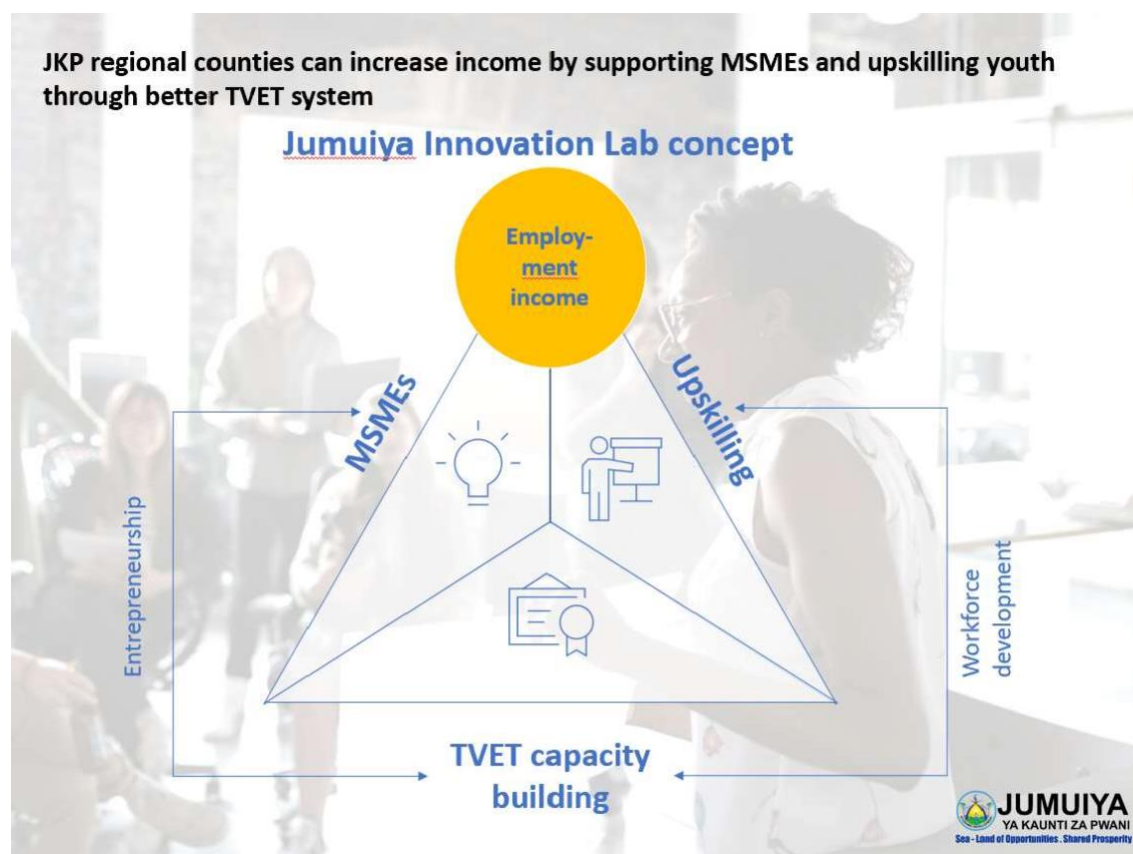 JKP regional counties can increase income by supporting MSMEs and upskilling youth
through better TVET system
Jumuiya Innovation Lab concept
Employ-
ment
income
MSMEs
Upskilling
Entrepreneurship
Workforce
development
TVET capacity
building
JUMUIYA
YA KAUNTI ZA PWANI
Sea - Land of Opportunities . Shared Prosperity